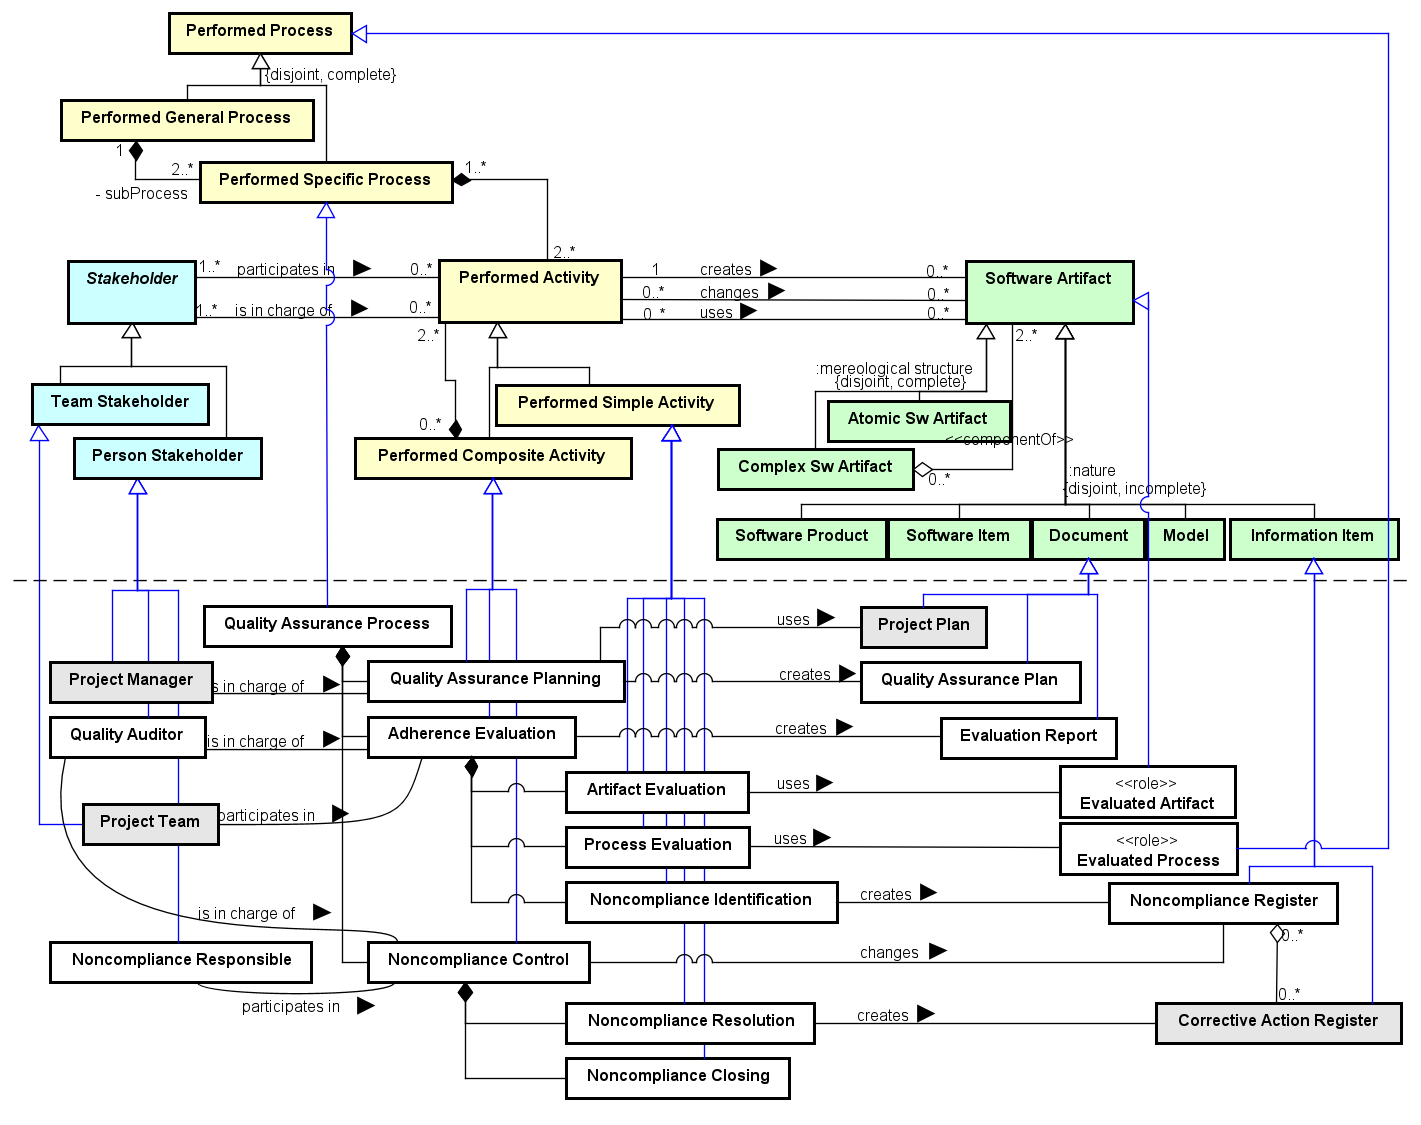 Performed Process
{disjoint, complete}
Performed General Process
1
2..*
- subProcess
Performed Specific Process
1..*
2..*
Stakeholder
1..*
participates in
0..*
1..*
is in charge of
0..*
Performed Activity
1
creates
0..*
0..*
changes
0..*
0..*
uses
0..*
Software Artifact
2..*
2..*
0..*
:mereological structure
{disjoint, complete}
Team Stakeholder
Person Stakeholder
Performed Simple Activity
Performed Composite Activity
Atomic Sw Artifact
<<componentOf>>
Complex Sw Artifact
0..*
:nature
{disjoint, incomplete}
Software Product
Software Item
Document
Model
Information Item
Quality Assurance Process
uses
Project Plan
Project Manager
is in charge of
Quality Assurance Planning
creates
Quality Assurance Plan
Quality Auditor
is in charge of
Adherence Evaluation
creates
Evaluation Report
Artifact Evaluation
uses
<<role>>
Evaluated Artifact
Project Team
participates in
Process Evaluation
uses
<<role>>
Evaluated Process
Noncompliance Identification
creates
Noncompliance Register
is in charge of
0..*
Noncompliance Responsible
Noncompliance Control
changes
participates in
0..*
Noncompliance Resolution
creates
Corrective Action Register
Noncompliance Closing